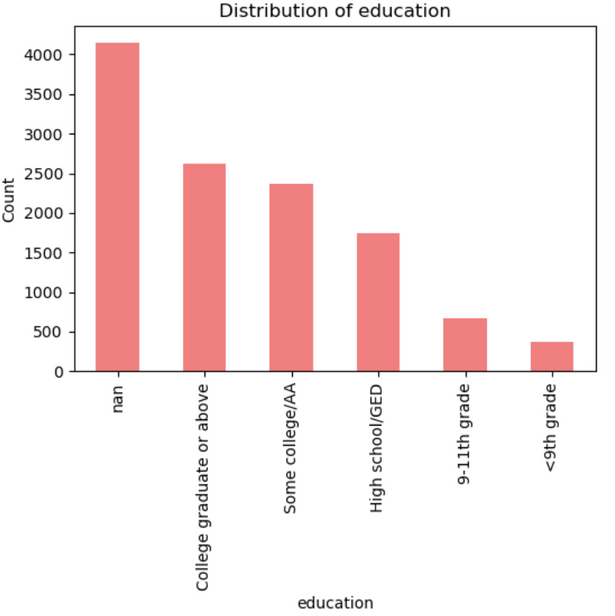 Distribution of education
Count
4000
3500
3000
2500
2000
1500
1000
500
0
nan
College graduate or above
Some college/AA
High school/GED
9-11th grade
<9th grade
education